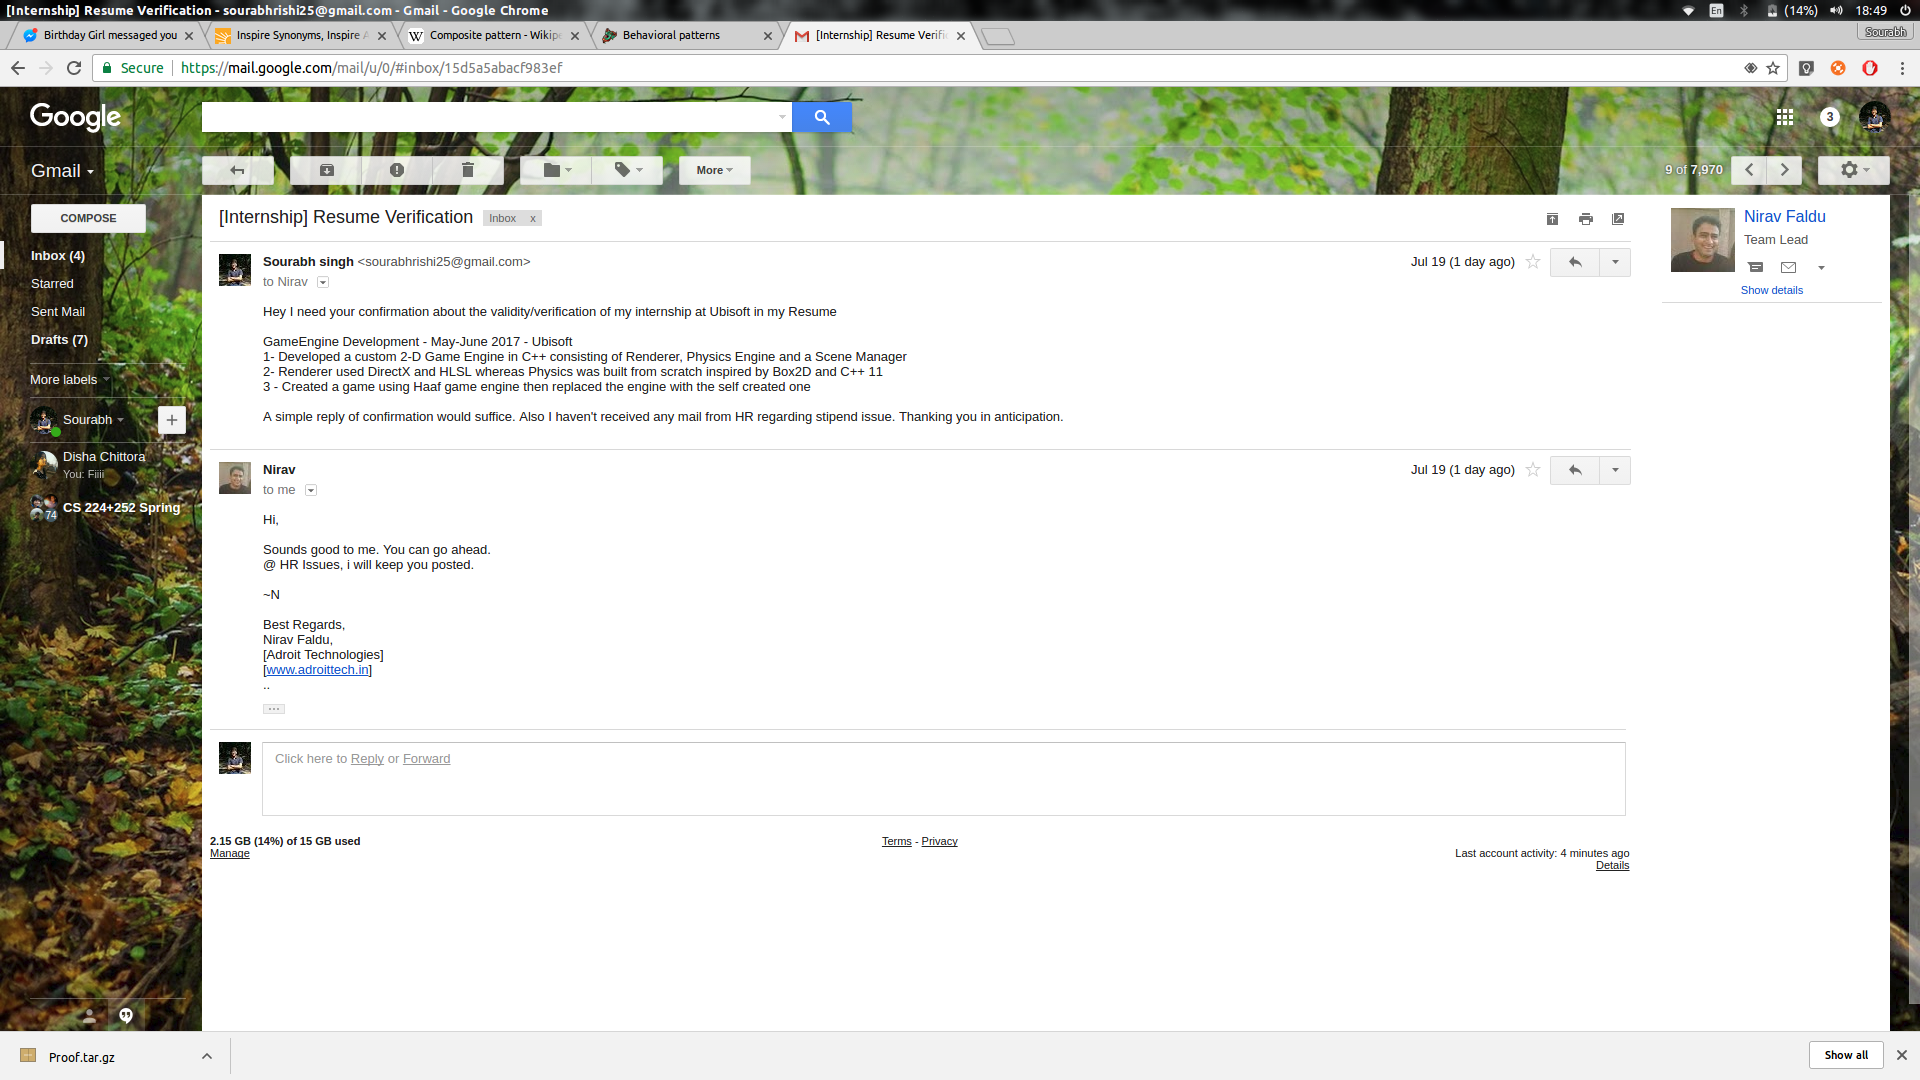 [Internship] Resume Verification - sourabhrishi25@gmail.com - Gmail - Google Chrome
En (14%) 18:49
Birthday Girl messaged you
Inspire Synonyms, Inspire A
Composite pattern - Wikipe
Behavioral patterns
[Internship] Resume Verific
Sourabh
Secure https://mail.google.com/mail/u/0/#inbox/15d5a5abacf983ef
Google
3
Gmail
More
9 of 7,970
COMPOSE
Inbox (4)
Starred
Sent Mail
Drafts (7)
More labels
Sourabh
Disha Chittora
You: Fiiii
74 CS 224+252 Spring
[Internship] Resume Verification Inbox x
Sourabh singh <sourabhrishi25@gmail.com> Jul 19 (1 day ago)
to Nirav
Hey I need your confirmation about the validity/verification of my internship at Ubisoft in my Resume
GameEngine Development - May-June 2017 - Ubisoft
1- Developed a custom 2-D Game Engine in C++ consisting of Renderer, Physics Engine and a Scene Manager
2- Renderer used DirectX and HLSL whereas Physics was built from scratch inspired by Box2D and C++ 11
3 - Created a game using Haaf game engine then replaced the engine with the self created one
A simple reply of confirmation would suffice. Also I haven't received any mail from HR regarding stipend issue. Thanking you in anticipation.
Nirav Jul 19 (1 day ago)
to me
Hi,
Sounds good to me. You can go ahead.
@ HR Issues, i will keep you posted.
~N
Best Regards,
Nirav Faldu,
[Adroit Technologies]
[www.adroittech.in]
..
Click here to Reply or Forward
2.15 GB (14%) of 15 GB used
Manage
Terms - Privacy
Last account activity: 4 minutes ago
Details
Nirav Faldu
Team Lead
Show details
Proof.tar.gz
Show all